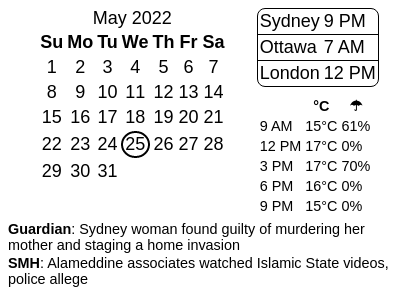 May 2022
Su Mo Tu We Th Fr Sa
1 2 3 4 5 6 7
8 9 10 11 12 13 14
15 16 17 18 19 20 21
22 23 24 25 26 27 28
29 30 31
Sydney 9 PM
Ottawa 7 AM
London 12 PM
°C ☂
9 AM 15°C 61%
12 PM 17°C 0%
3 PM 17°C 70%
6 PM 16°C 0%
9 PM 15°C 0%
Guardian: Sydney woman found guilty of murdering her
mother and staging a home invasion
SMH: Alameddine associates watched Islamic State videos,
police allege